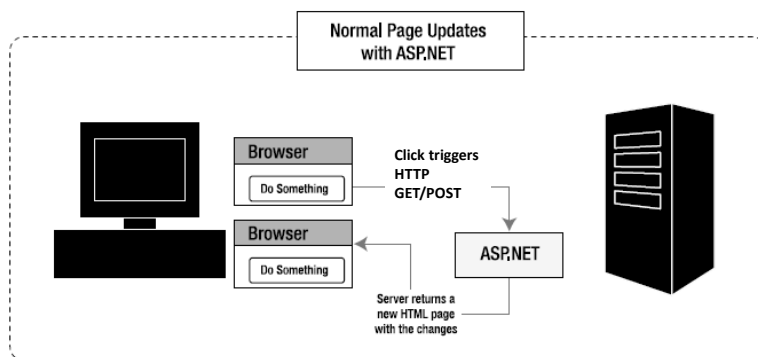 Normal Page Updates
with ASP.NET
Browser
Do Something
Click triggers
HTTP
GET/POST
Browser
Do Something
ASP.NET
Server returns a
new HTML page
with the changes